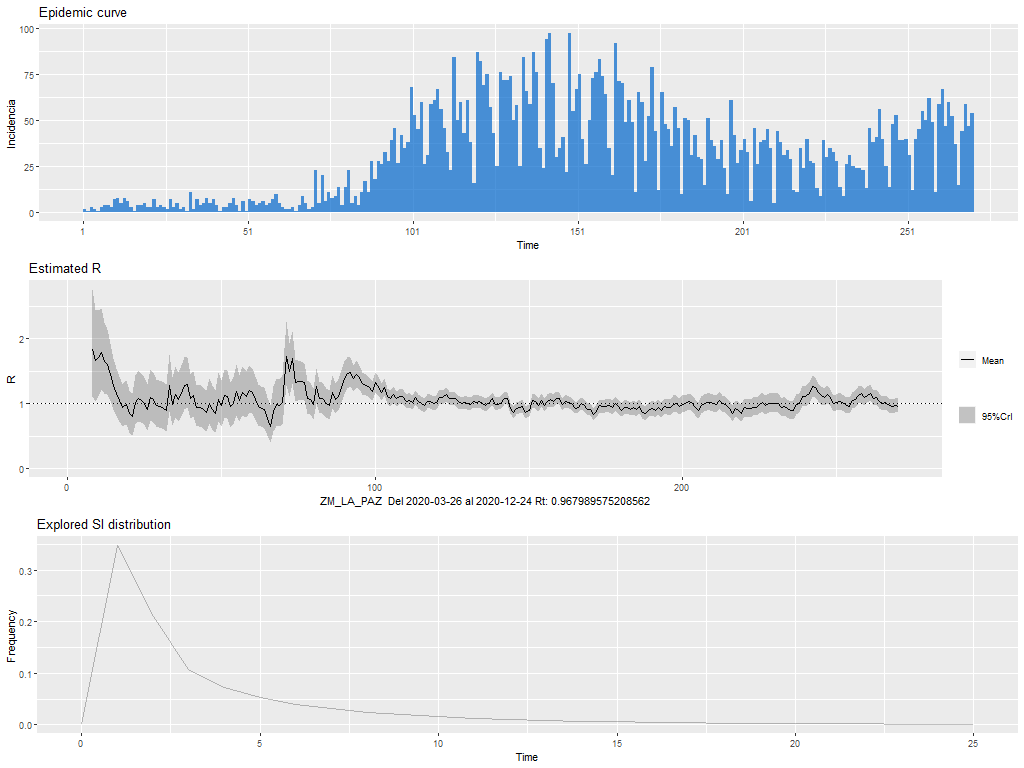 Epidemic curve
100
75
50
25
0
Incidencia
1 51 101 151 201 251
Time
Estimated R
2
1
0
R
0 100 200
ZM_LA_PAZ Del 2020-03-26 al 2020-12-24 Rt: 0.967989575208562
Mean
95%CrI
Explored SI distribution
0.3
0.2
0.1
0.0
Frequency
0 5 10 15 20 25
Time